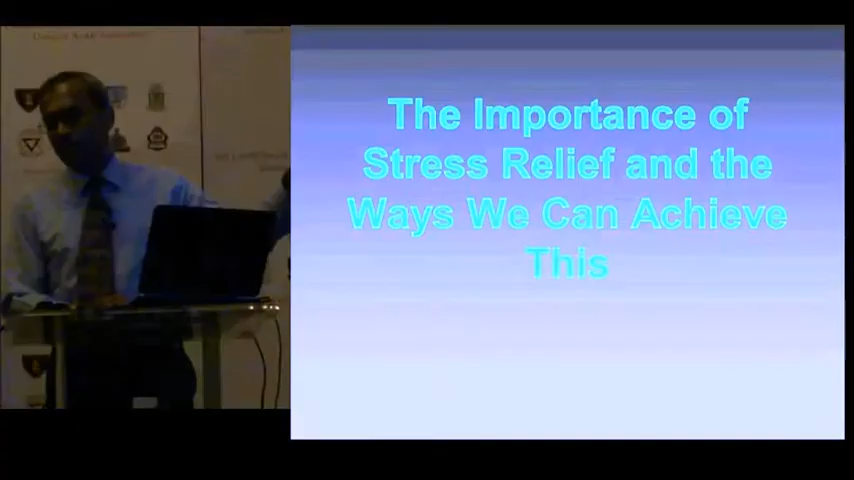 The Importance of
Stress Relief and the
Ways We Can Achieve
This